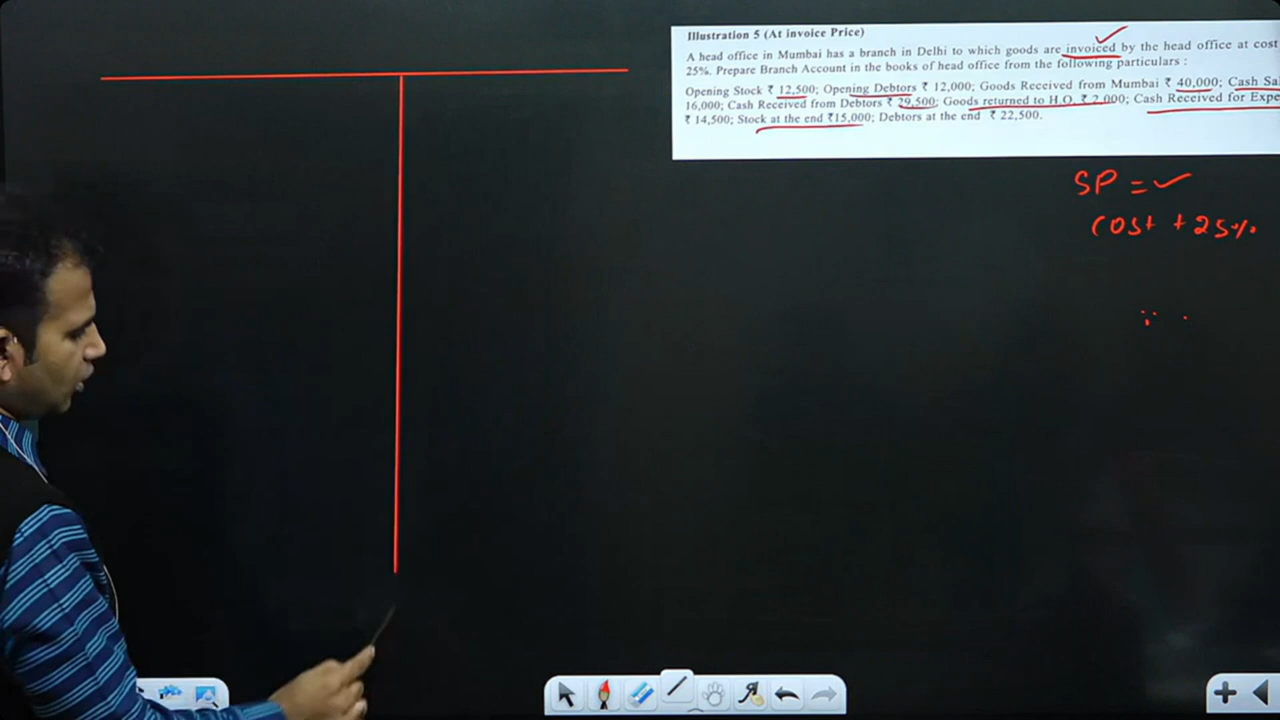 Illustration 5 (At invoice Price)
A head office in Mumbai has a branch in Delhi to which goods are invoiced by the head office at cost
25%. Prepare Branch Account in the books of head office from the following particulars :
Opening Stock ₹ 12,500; Opening Debtors ₹ 12,000; Goods Received from Mumbai ₹ 40,000; Cash Sa
16,000; Cash Received from Debtors ₹ 29,500; Goods returned to H.O. ₹ 2,000; Cash Received for Expe
₹ 14,500; Stock at the end ₹15,000; Debtors at the end ₹ 22,500.
SP = ✓
Cost + 25%